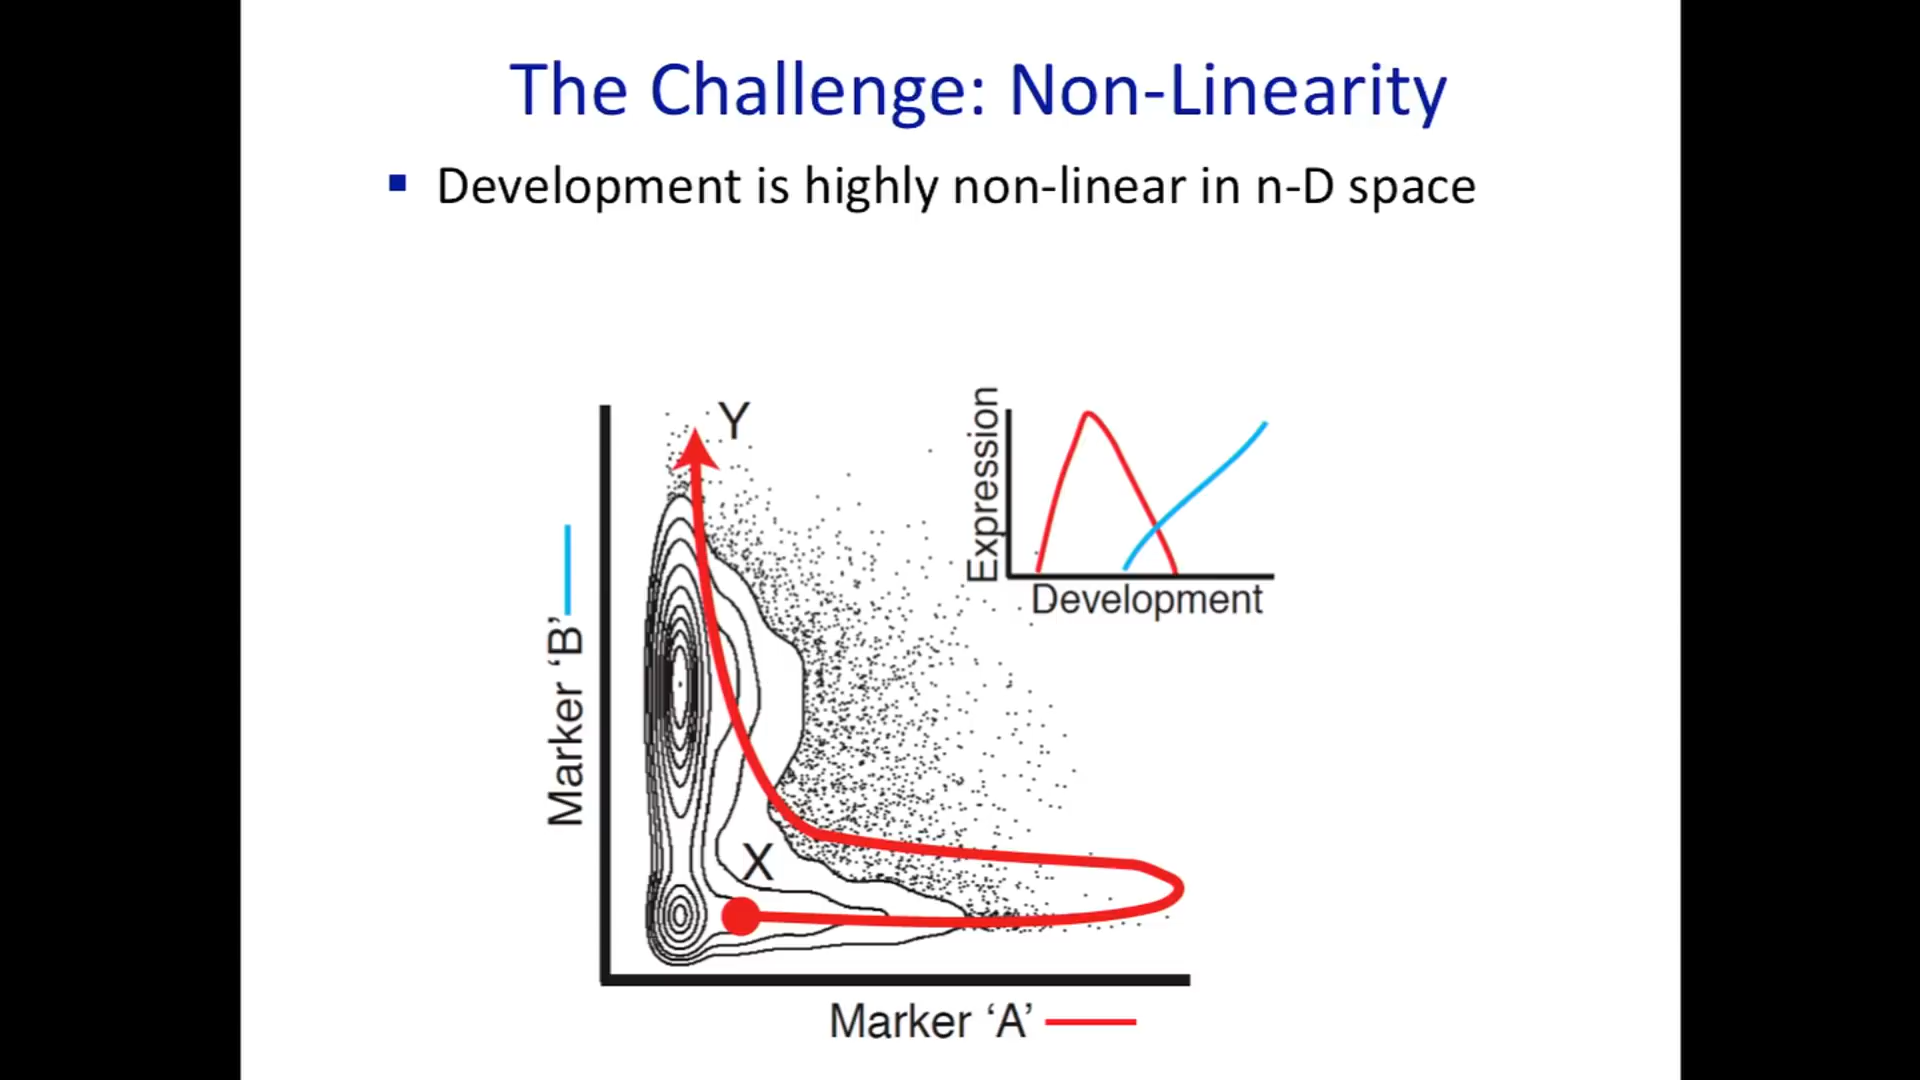 The Challenge: Non-Linearity
▪ Development is highly non-linear in n-D space
Y
Expression
Development
Marker ‘B’
X
Marker ‘A’